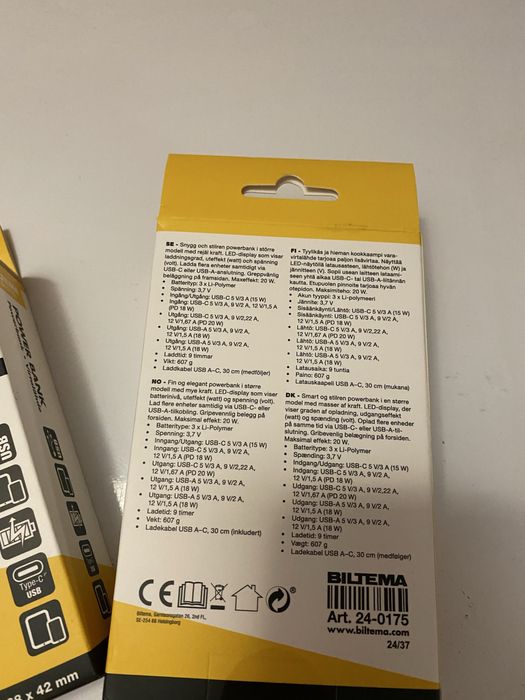 SE - Snygg och stilren powerbank i större
modell med rejäl kraft. LED-display som visar
laddningsgrad, uteffekt (watt) och spänning
(volt). Ladda flera enheter samtidigt via
USB-C eller USB-A-anslutning. Greppvänlig
beläggning på framsidan. Maxeffekt: 20 W.
• Batterityp: 3 x Li-Polymer
• Spänning: 3,7 V
• Ingång/Utgång: USB-C 5 V/3 A (15 W)
• Ingång: USB-C 5 V/3 A, 9 V/2 A, 12 V/1,5 A
(PD 18 W)
• Utgång: USB-C 5 V/3 A, 9 V/2,22 A,
12 V/1,67 A (PD 20 W)
• Utgång: USB-A 5 V/3 A, 9 V/2 A,
12 V/1,5 A (18 W)
• Utgång: USB-A 5 V/3 A, 9 V/2 A,
12 V/1,5 A (18 W)
• Laddtid: 9 timmar
• Vikt: 607 g
• Laddkabel USB A–C, 30 cm (medföljer)
NO - Fin og elegant powerbank i større
modell med mye kraft. LED-display som viser
batterinivå, uteffekt (watt) og spenning (volt).
Lad flere enheter samtidig via USB-C- eller
USB-A-tilkobling. Gripevennlig belegg på
forsiden. Maksimal effekt: 20 W.
• Batteritype: 3 x Li-Polymer
• Spenning: 3,7 V
• Inngang/Utgang: USB-C 5 V/3 A (15 W)
• Inngang: USB-C 5 V/3 A, 9 V/2 A,
12 V/1,5 A (PD 18 W)
• Utgang: USB-C 5 V/3 A, 9 V/2,22 A,
12 V/1,67 A (PD 20 W)
• Utgang: USB-A 5 V/3 A, 9 V/2 A,
12 V/1,5 A (18 W)
• Utgang: USB-A 5 V/3 A, 9 V/2 A,
12 V/1,5 A (18 W)
• Ladetid: 9 timer
• Vekt: 607 g
• Ladekabel USB A–C, 30 cm (inkludert)
FI - Tyylikäs ja hieman kookkaampi vara-
virtalähde tarjoaa paljon lisävirtaa. Näyttää
LED-näytöllä latausasteen, lähtötehon (W) ja
jännitteen (V). Sopii usean laitteen lataami-
seen yhtä aikaa USB-C- tai USB-A-liitännän
kautta. Etupuolen pinnoite tarjoaa hyvän
otepidon. Maksimiteho: 20 W.
• Akun tyyppi: 3 x Li-polymeeri
• Jännite: 3,7 V
• Sisääntulo/Lähtö: USB-C 5 V/3 A (15 W)
• Lähtö: USB-C 5 V/3 A, 9 V/2,22 A,
12 V/1,67 A (PD 20 W)
• Lähtö: USB-A 5 V/3 A, 9 V/2 A,
12 V/1,5 A (18 W)
• Lähtö: USB-A 5 V/3 A, 9 V/2 A,
12 V/1,5 A (18 W)
• Latausaika: 9 tuntia
• Paino: 607 g
• Latauskaapeli USB A–C, 30 cm (mukana)
DK - Smart og stilren powerbank i en stor
model med masser af kraft. LED-display, der
viser graden af opladning, udgangseffekt
(watt) og spænding (volt). Oplad flere enheder
på samme tid via USB-C- eller USB-A-til-
slutning. Gribevenlig belægning på forsiden.
Maksimal effekt: 20 W.
• Batteritype: 3 x Li-Polymer
• Spænding: 3,7 V
• Indgang/Udgang: USB-C 5 V/3 A (15 W)
• Indgang: USB-C 5 V/3 A, 9 V/2 A,
12 V/1,5 A (PD 18 W)
• Udgang: USB-C 5 V/3 A, 9 V/2,22 A,
12 V/1,67 A (PD 20 W)
• Udgang: USB-A 5 V/3 A, 9 V/2 A,
12 V/1,5 A (18 W)
• Udgang: USB-A 5 V/3 A, 9 V/2 A,
12 V/1,5 A (18 W)
• Ladetid: 9 timer
• Vægt: 607 g
• Ladekabel USB A–C, 30 cm (medfølger)
CE
Biltema, Garnisonsgatan 26, 2nd FL.
SE-254 66 Helsingborg
BILTEMA
Art. 24-0175
www.biltema.com
24/37
POWER BANK
USB
Type-C
USB
x 42 mm